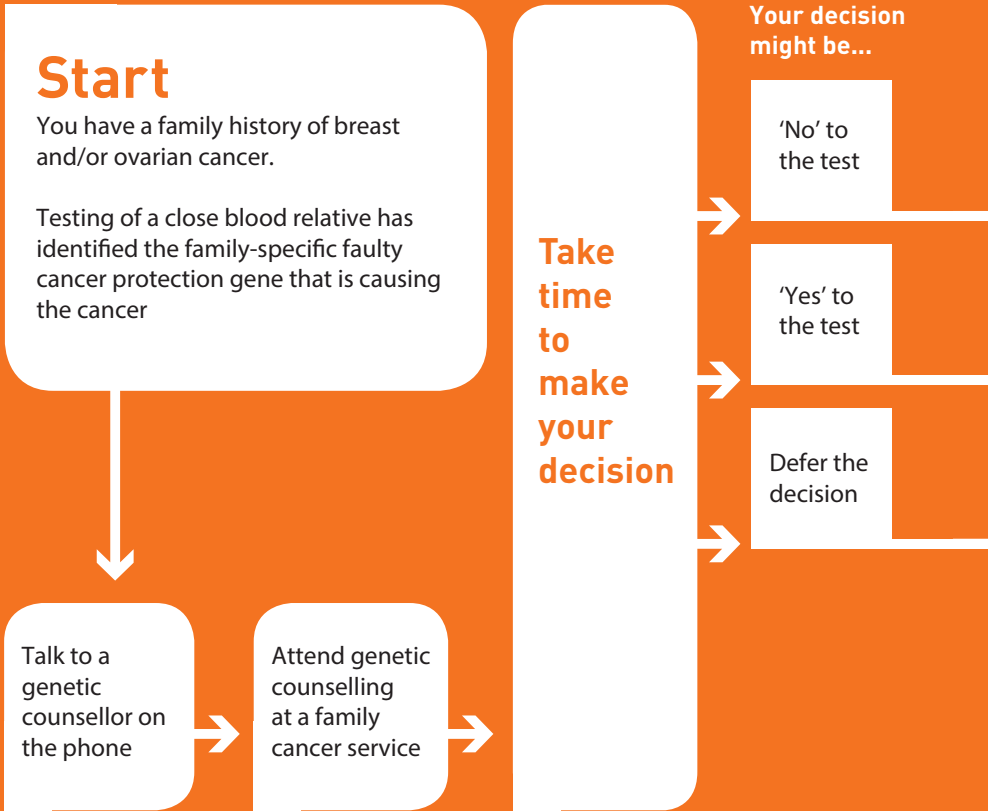 Start
You have a family history of breast
and/or ovarian cancer.
Testing of a close blood relative has
identified the family-specific faulty
cancer protection gene that is causing
the cancer
Talk to a
genetic
counsellor on
the phone
Attend genetic
counselling
at a family
cancer service
Take
time
to
make
your
decision
Your decision
might be...
‘No’ to
the test
‘Yes’ to
the test
Defer the
decision